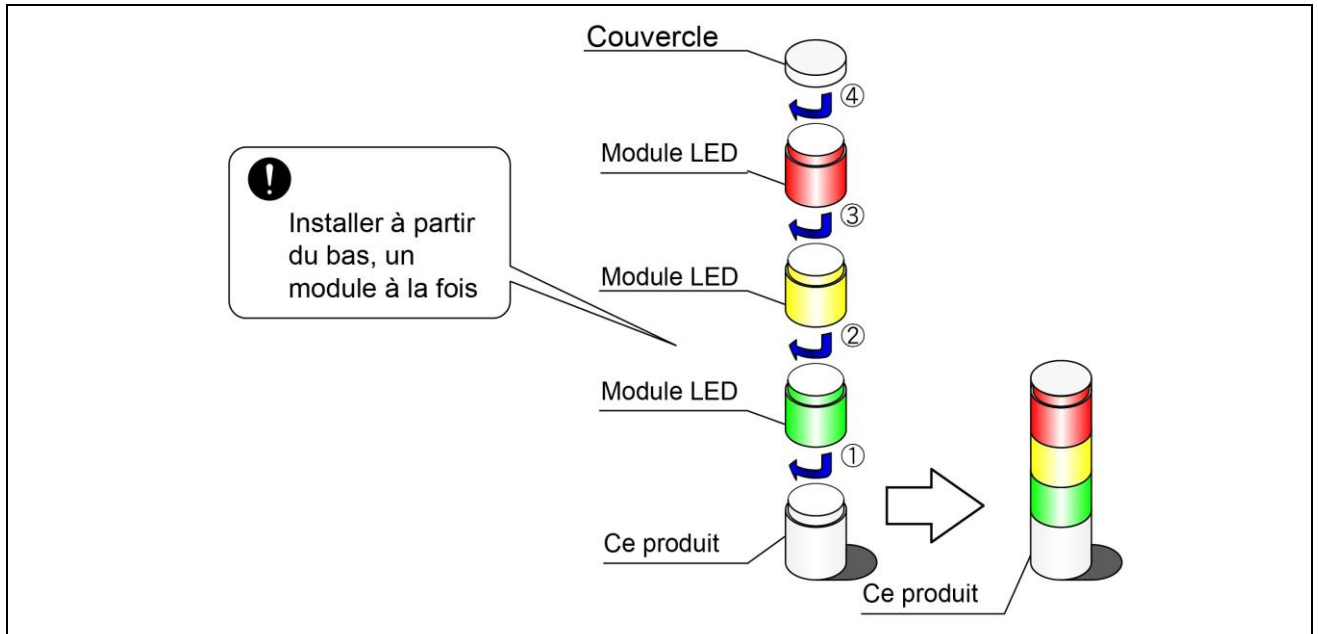 Couvercle
④
Module LED
③
Installer à partir
du bas, un
module à la fois
Module LED
②
Module LED
①
Ce produit
Ce produit